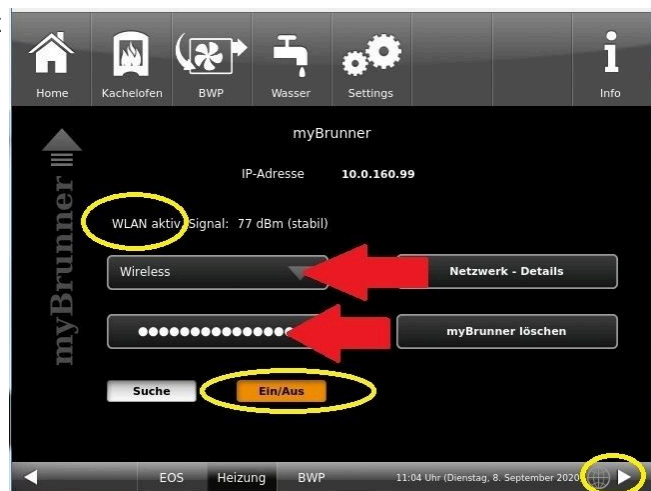 Home Kachelofen BWP Wasser Settings Info
myBrunner
myBrunner
IP-Adresse 10.0.160.99
WLAN aktiv Signal: 77 dBm (stabil)
Wireless Netzwerk - Details
myBrunner löschen
Suche Ein/Aus
EOS Heizung BWP 11:04 Uhr (Dienstag, 8. September 2020)